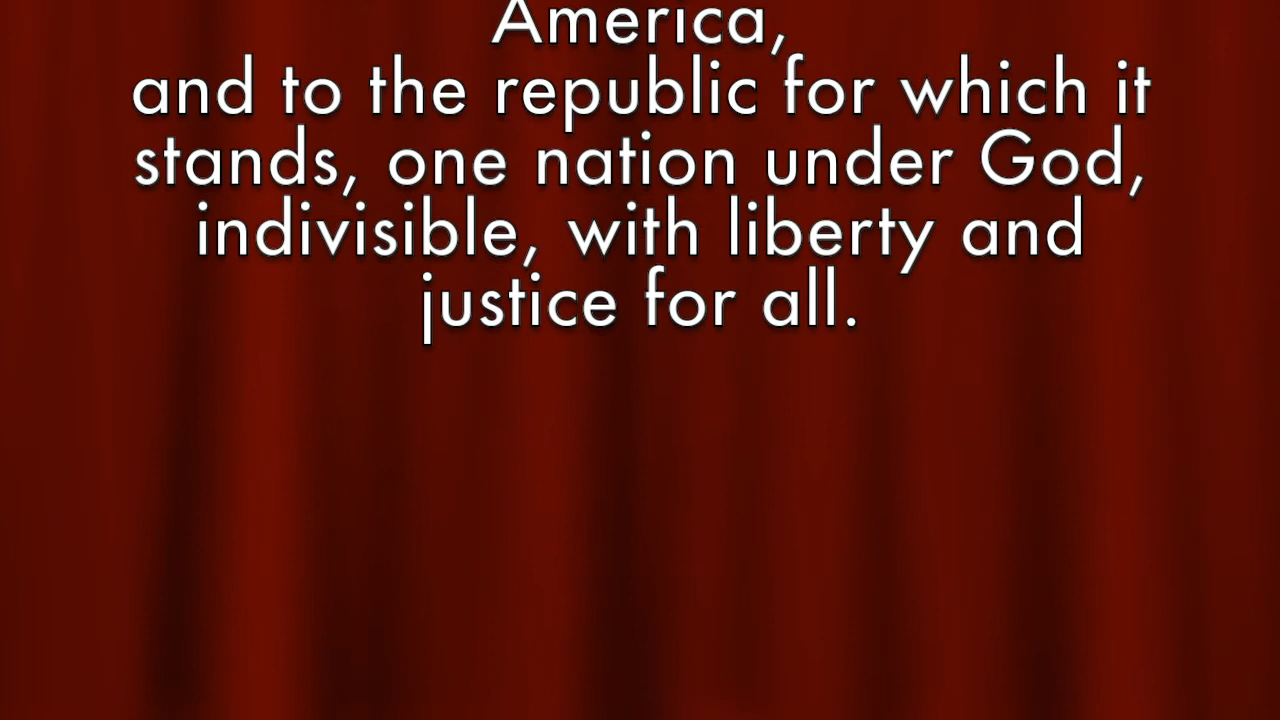 America,
and to the republic for which it
stands, one nation under God,
indivisible, with liberty and
justice for all.